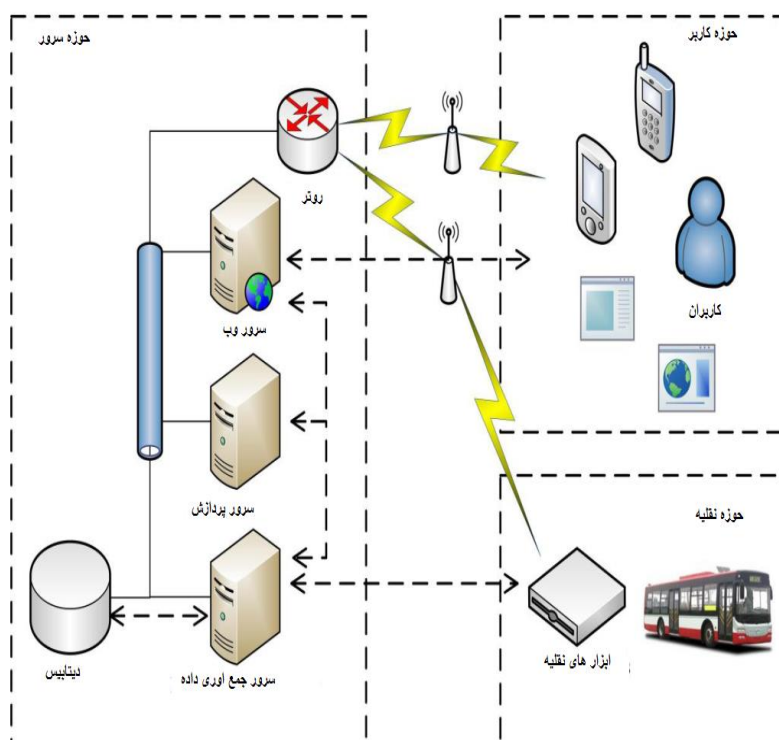 حوزه سرور
حوزه کاربر
روتر
کاربران
سرور وب
سرور پردازش
حوزه نقلیه
دیتابیس
سرور جمع اوری داده
ابزار های نقلیه